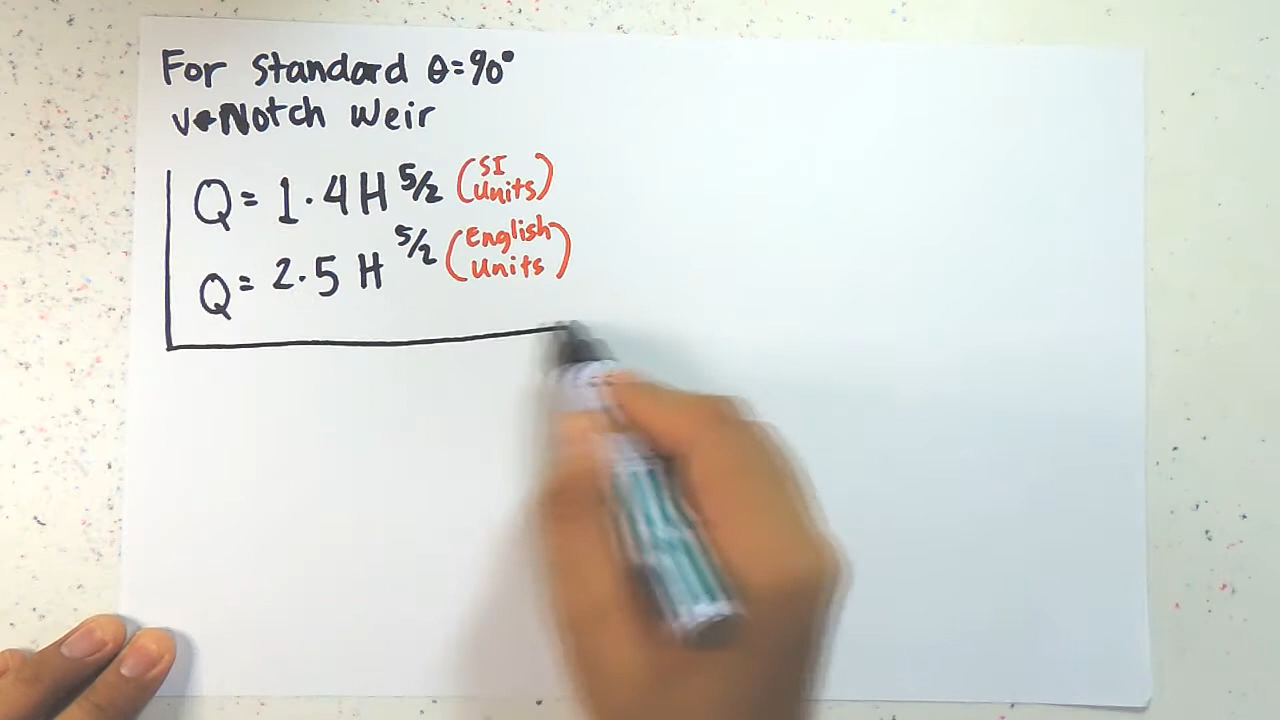 For Standard θ=90°
V-Notch Weir
Q = 1.4 H 5/2 (SI Units)
Q = 2.5 H 5/2 (English Units)